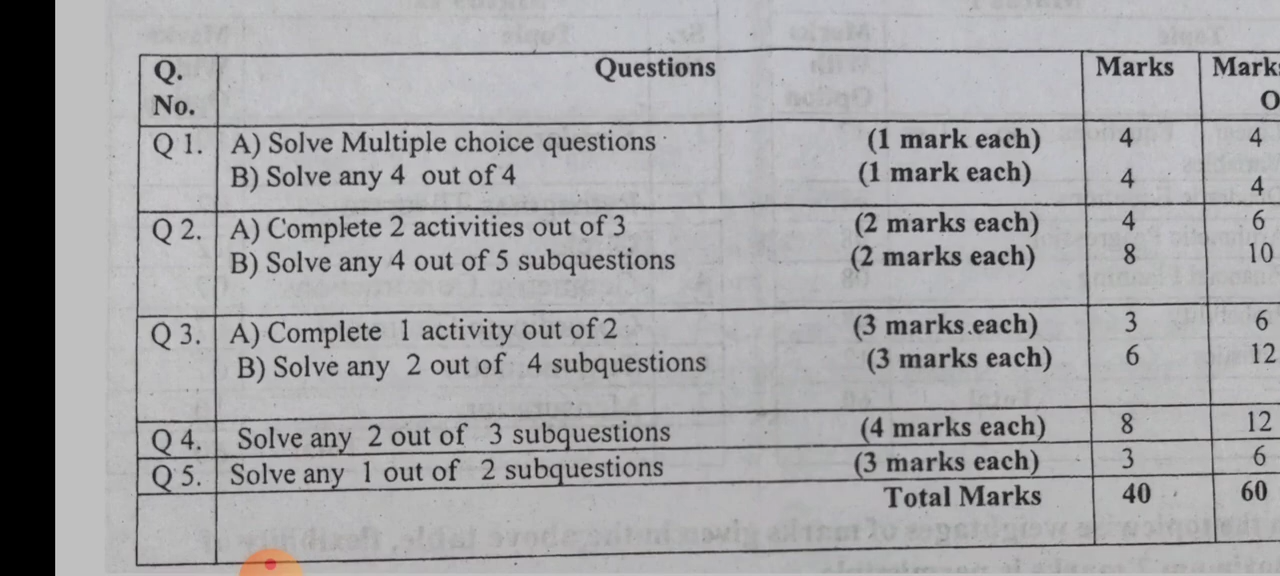 Q. No. Questions Marks Marks O
Q 1. A) Solve Multiple choice questions (1 mark each) 4 4
B) Solve any 4 out of 4 (1 mark each) 4 4
Q 2. A) Complete 2 activities out of 3 (2 marks each) 4 6
B) Solve any 4 out of 5 subquestions (2 marks each) 8 10
Q 3. A) Complete 1 activity out of 2 (3 marks each) 3 6
B) Solve any 2 out of 4 subquestions (3 marks each) 6 12
Q 4. Solve any 2 out of 3 subquestions (4 marks each) 8 12
Q 5. Solve any 1 out of 2 subquestions (3 marks each) 3 6
Total Marks 40 60